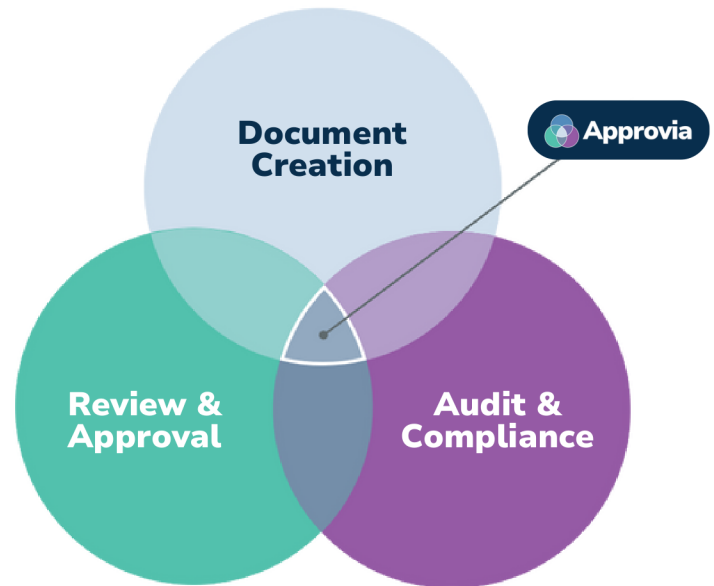 Document
Creation
Approvia
Review &
Approval
Audit &
Compliance